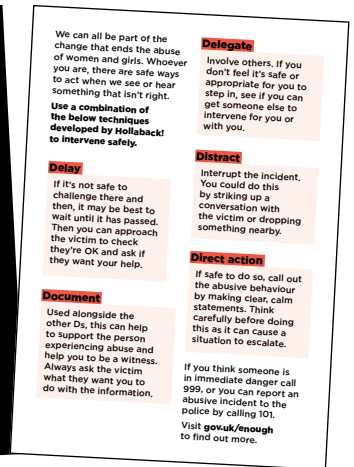 We can all be part of the
change that ends the abuse
of women and girls. Whoever
you are, there are safe ways
to act when we see or hear
something that isn't right.
Use a combination of
the below techniques
developed by Hollaback!
to intervene safely.
Delay
If it's not safe to
challenge there and
then, it may be best to
wait until it has passed.
Then you can approach
the victim to check
they're OK and ask if
they want your help.
Document
Used alongside the
other Ds, this can help
to support the person
experiencing abuse and
help you to be a witness.
Always ask the victim
what they want you to
do with the information.
Delegate
Involve others. If you
don't feel it's safe or
appropriate for you to
step in, see if you can
get someone else to
intervene for you or
with you.
Distract
Interrupt the incident.
You could do this
by striking up a
conversation with
the victim or dropping
something nearby.
Direct action
If safe to do so, call out
the abusive behaviour
by making clear, calm
statements. Think
carefully before doing
this as it can cause a
situation to escalate.
If you think someone is
in immediate danger call
999, or you can report an
abusive incident to the
police by calling 101.
Visit gov.uk/enough
to find out more.